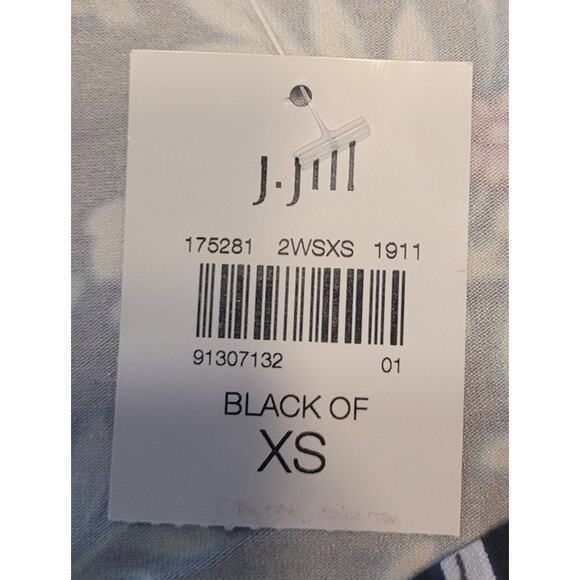 J.Jill
175281 2WSXS 1911
91307132 01
BLACK OF
XS